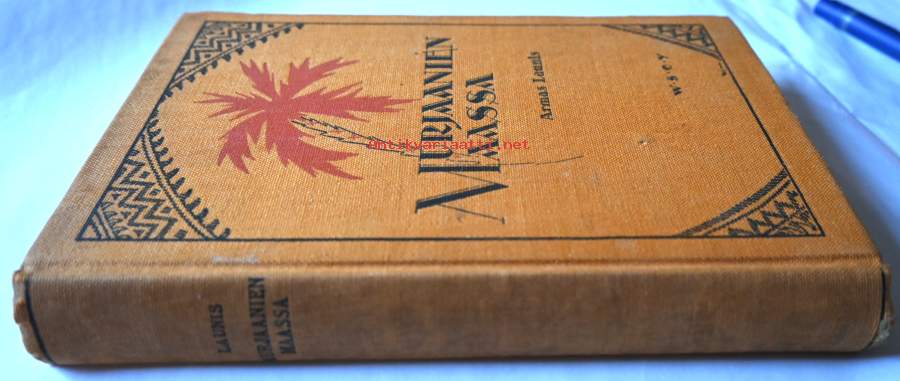 MURJAANIEN
MAASSA
Armas Launis
W·S·O·Y
antikvariaatti.net
LAUNIS
MURJAANIEN
MAASSA